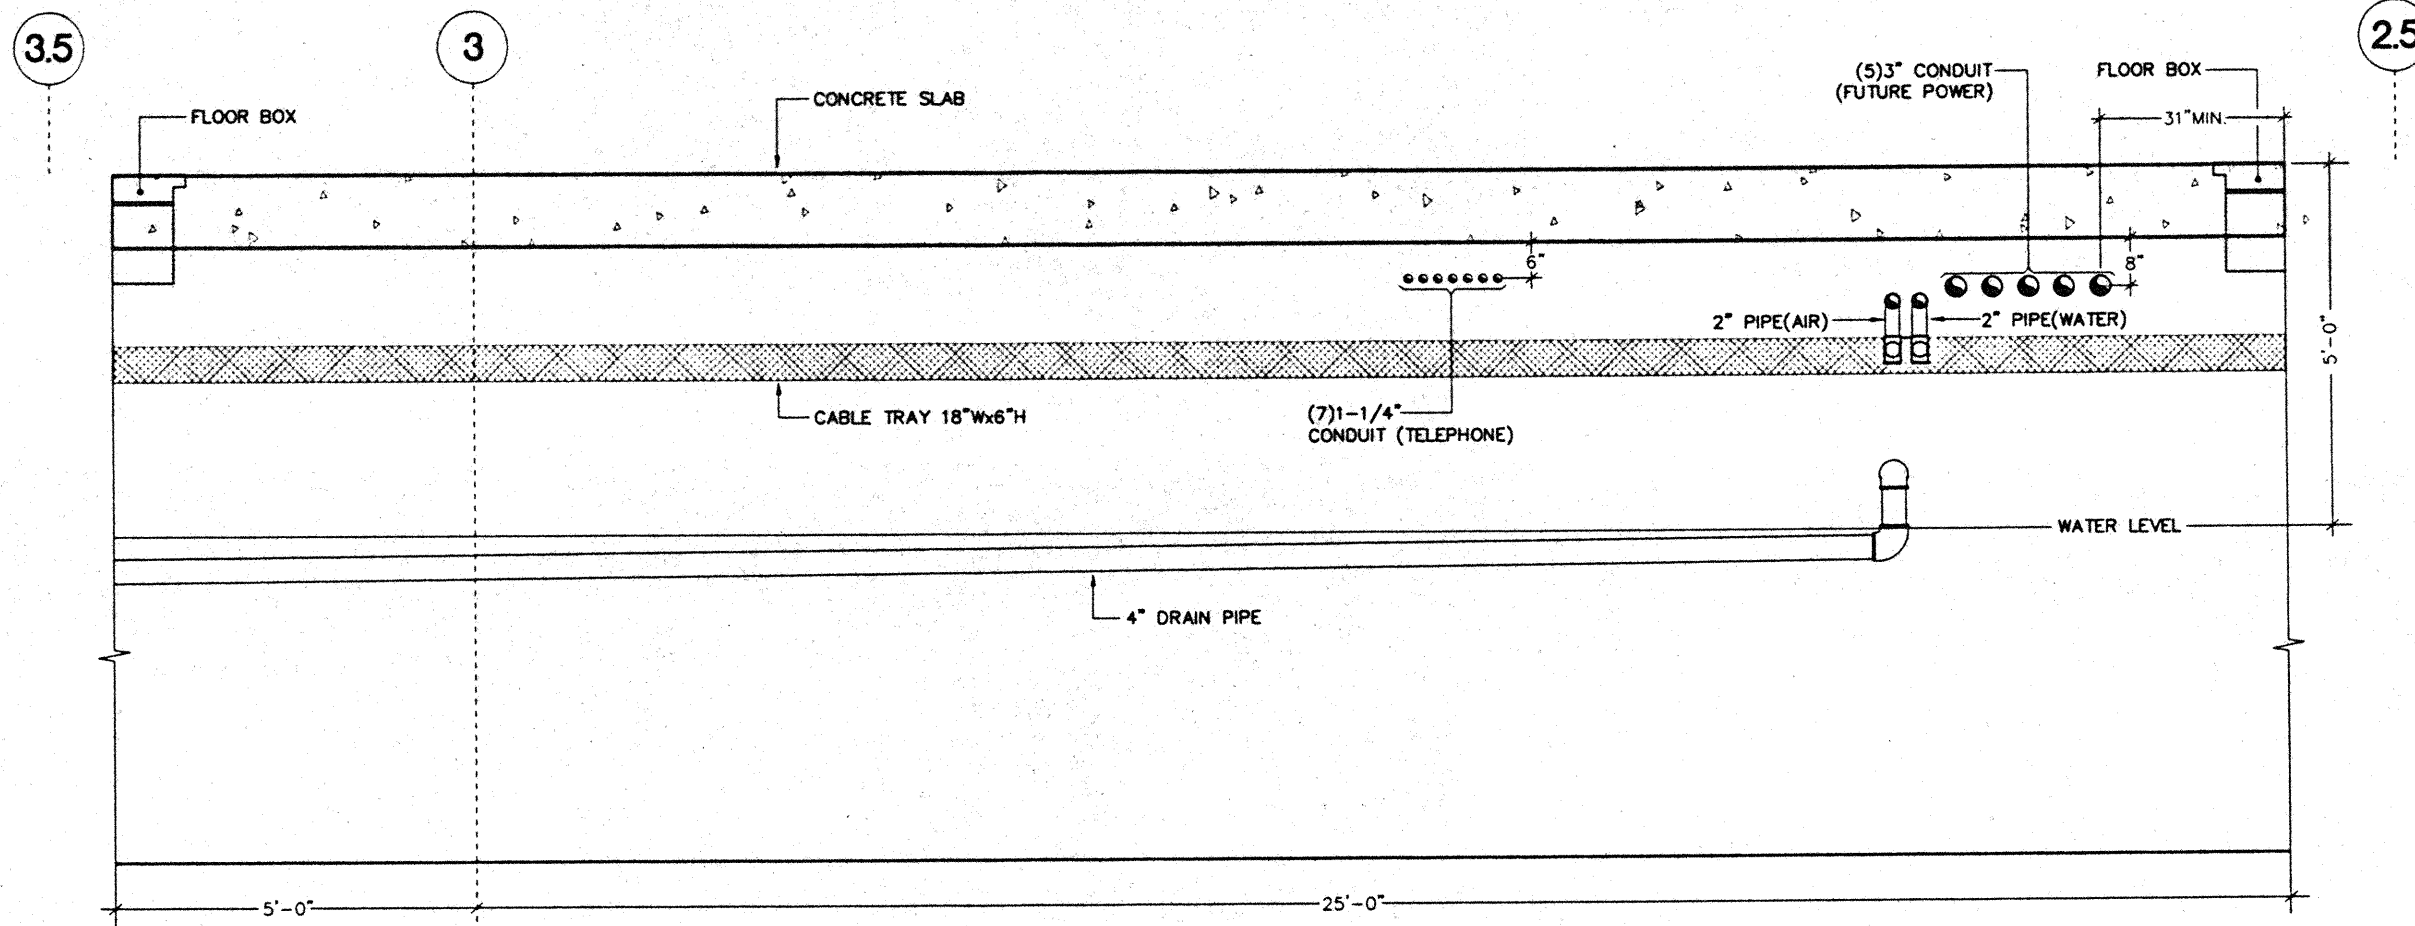 3.5
3
2.5
(5)3" CONDUIT
(FUTURE POWER)
FLOOR BOX
CONCRETE SLAB
FLOOR BOX
31"MIN.
6"
8"
2" PIPE(AIR)
2" PIPE(WATER)
5'-0"
CABLE TRAY 18"Wx6"H
(7)1-1/4"
CONDUIT (TELEPHONE)
WATER LEVEL
4" DRAIN PIPE
5'-0"
25'-0"